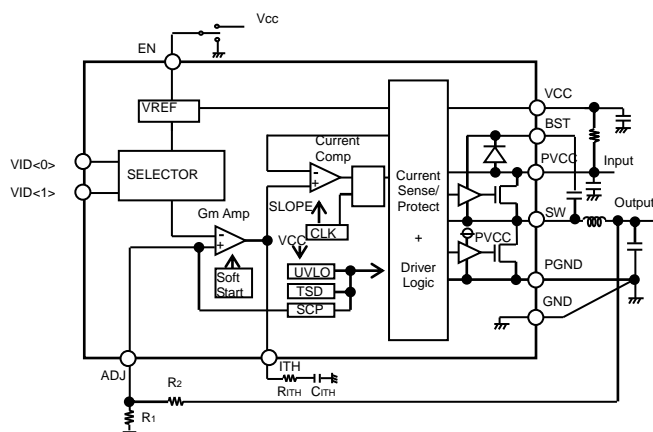 Vcc
EN
VREF
VCC
BST
VID<0>
VID<1>
SELECTOR
Current
Comp
Current
Sense/
Protect
+
Driver
Logic
PVCC
Input
Gm Amp
SLOPE
CLK
VCC
SW
Output
PVCC
UVLO
TSD
SCP
Soft
Start
PGND
GND
ADJ
ITH
RITH
CITH
R2
R1